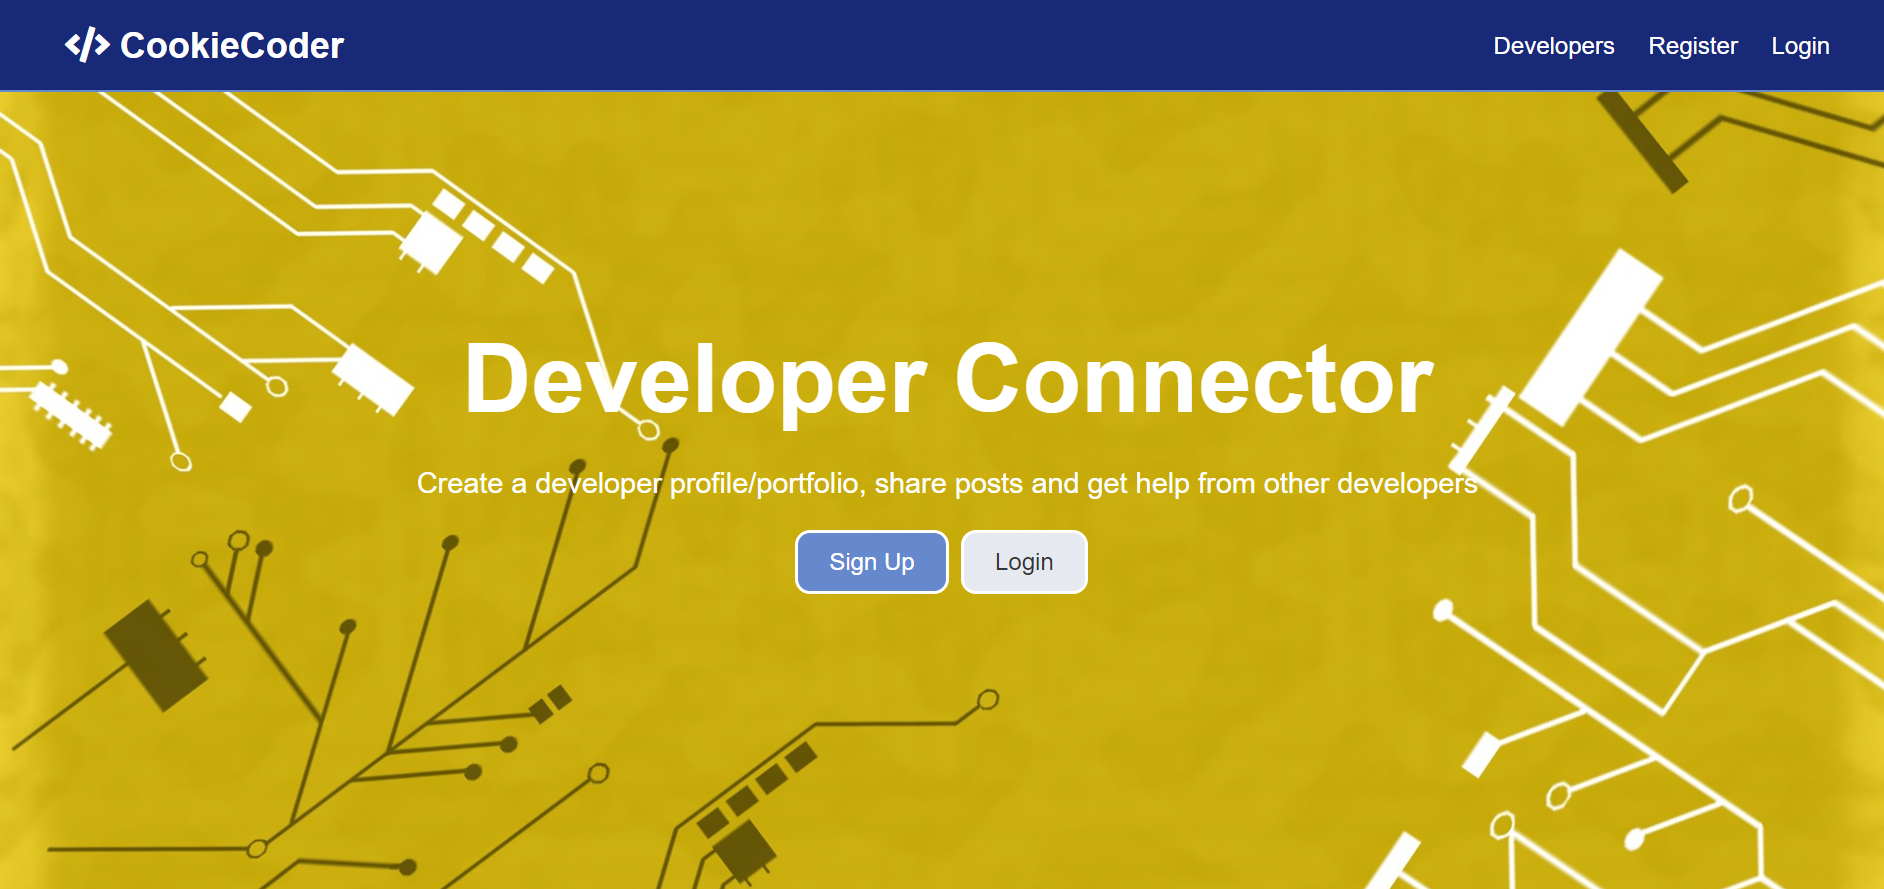 </> CookieCoder
Developers Register Login
Developer Connector
Create a developer profile/portfolio, share posts and get help from other developers
Sign Up Login